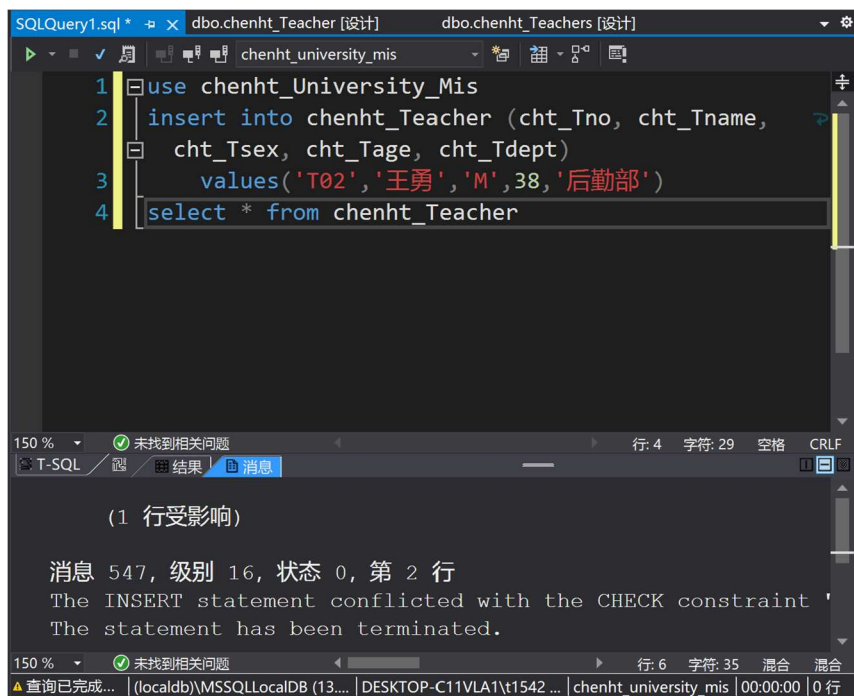 SQLQuery1.sql * dbo.chenht_Teacher [设计] dbo.chenht_Teachers [设计]
chenht_university_mis
1 use chenht_University_Mis
2 insert into chenht_Teacher (cht_Tno, cht_Tname,
cht_Tsex, cht_Tage, cht_Tdept)
3 values('T02','王勇','M',38,'后勤部')
4 select * from chenht_Teacher
150 % 未找到相关问题 行: 4 字符: 29 空格 CRLF
T-SQL 结果 消息
(1 行受影响)
消息 547, 级别 16, 状态 0, 第 2 行
The INSERT statement conflicted with the CHECK constraint "
The statement has been terminated.
150 % 未找到相关问题 行: 6 字符: 35 混合 混合
查询已完成... (localdb)\MSSQLLocalDB (13.... DESKTOP-C11VLA1\t1542 ... chenht_university_mis 00:00:00 0 行